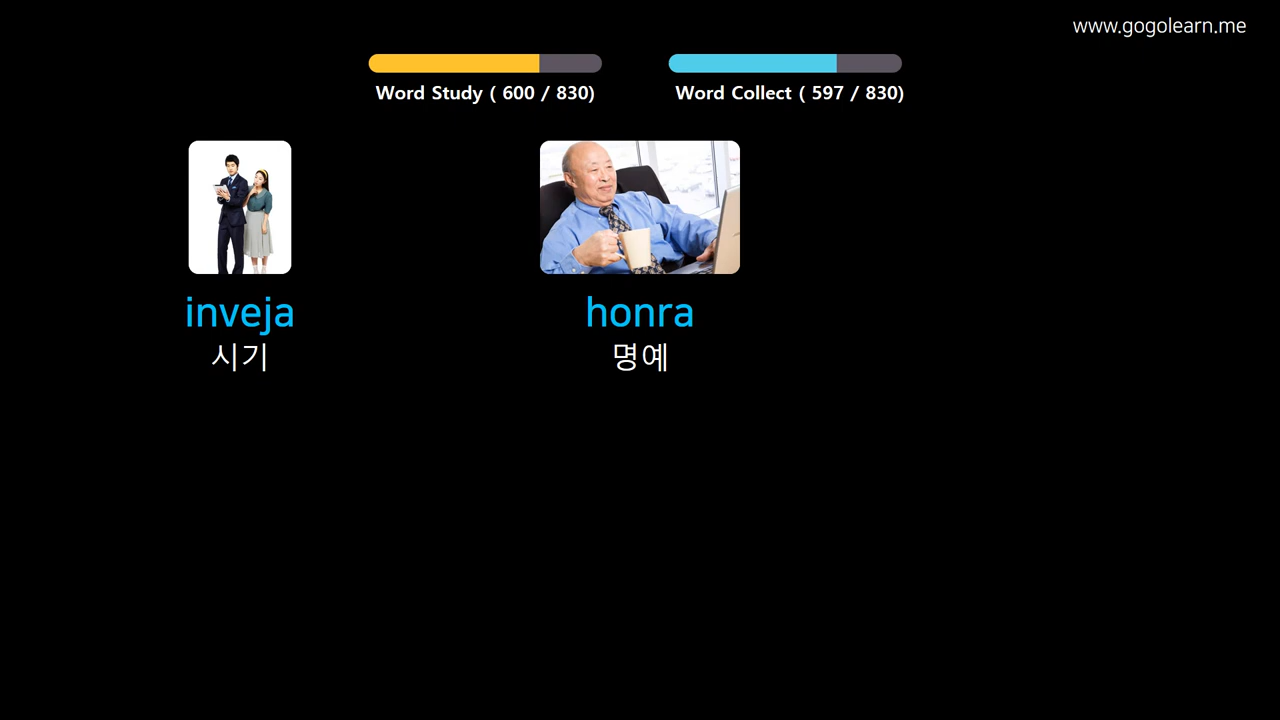 www.gogolearn.me
Word Study ( 600 / 830)
Word Collect ( 597 / 830)
inveja
시기
honra
명예